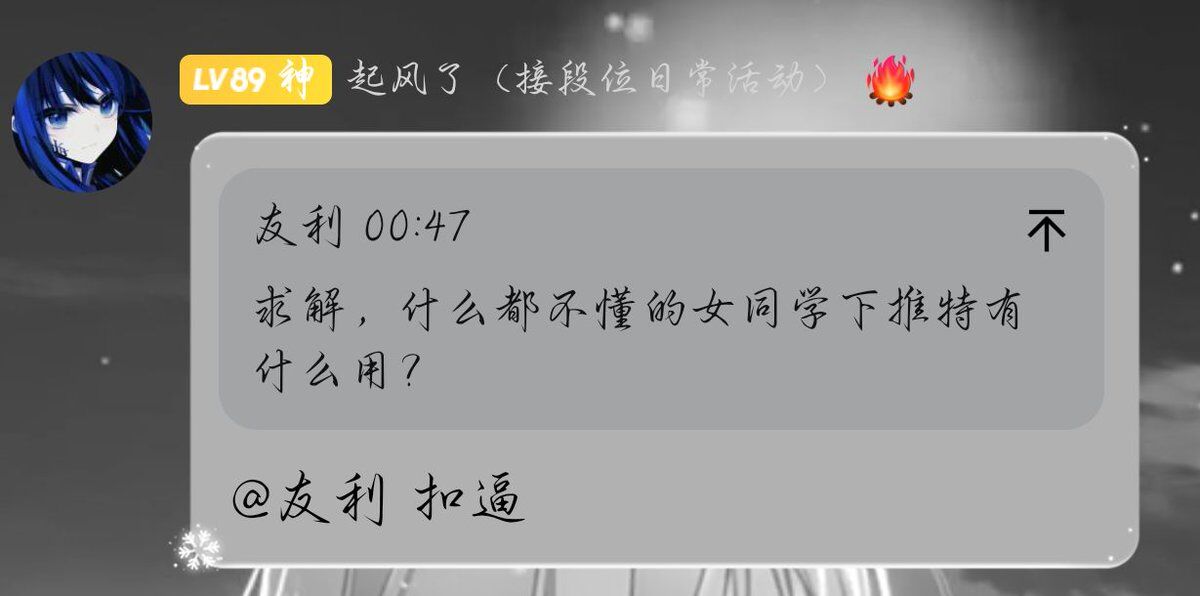 LV89 神 起风了（接段位日常活动）
友利 00:47
求解，什么都不懂的女同学下推特有
什么用？
@友利 扣逼